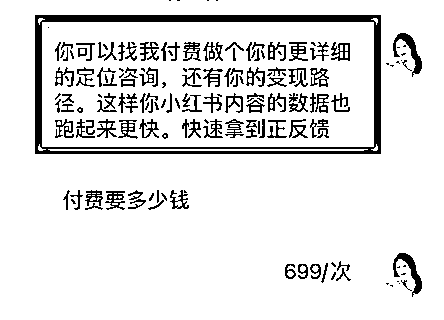 你可以找我付费做个你的更详细
的定位咨询，还有你的变现路
径。这样你小红书内容的数据也
跑起来更快。快速拿到正反馈
付费要多少钱
699/次